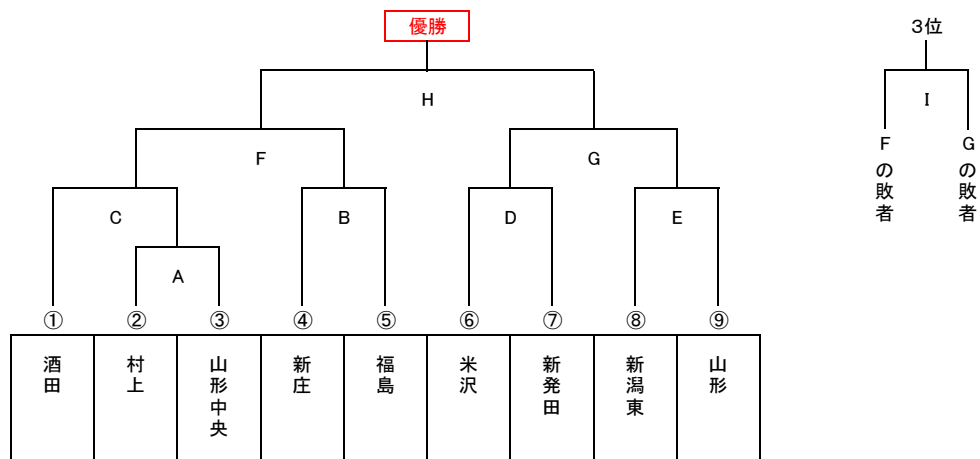 優勝
3位
H
I
F
G
Fの敗者
Gの敗者
C
B
D
E
A
① ② ③ ④ ⑤ ⑥ ⑦ ⑧ ⑨
酒田
村上
山形中央
新庄
福島
米沢
新発田
新潟東
山形